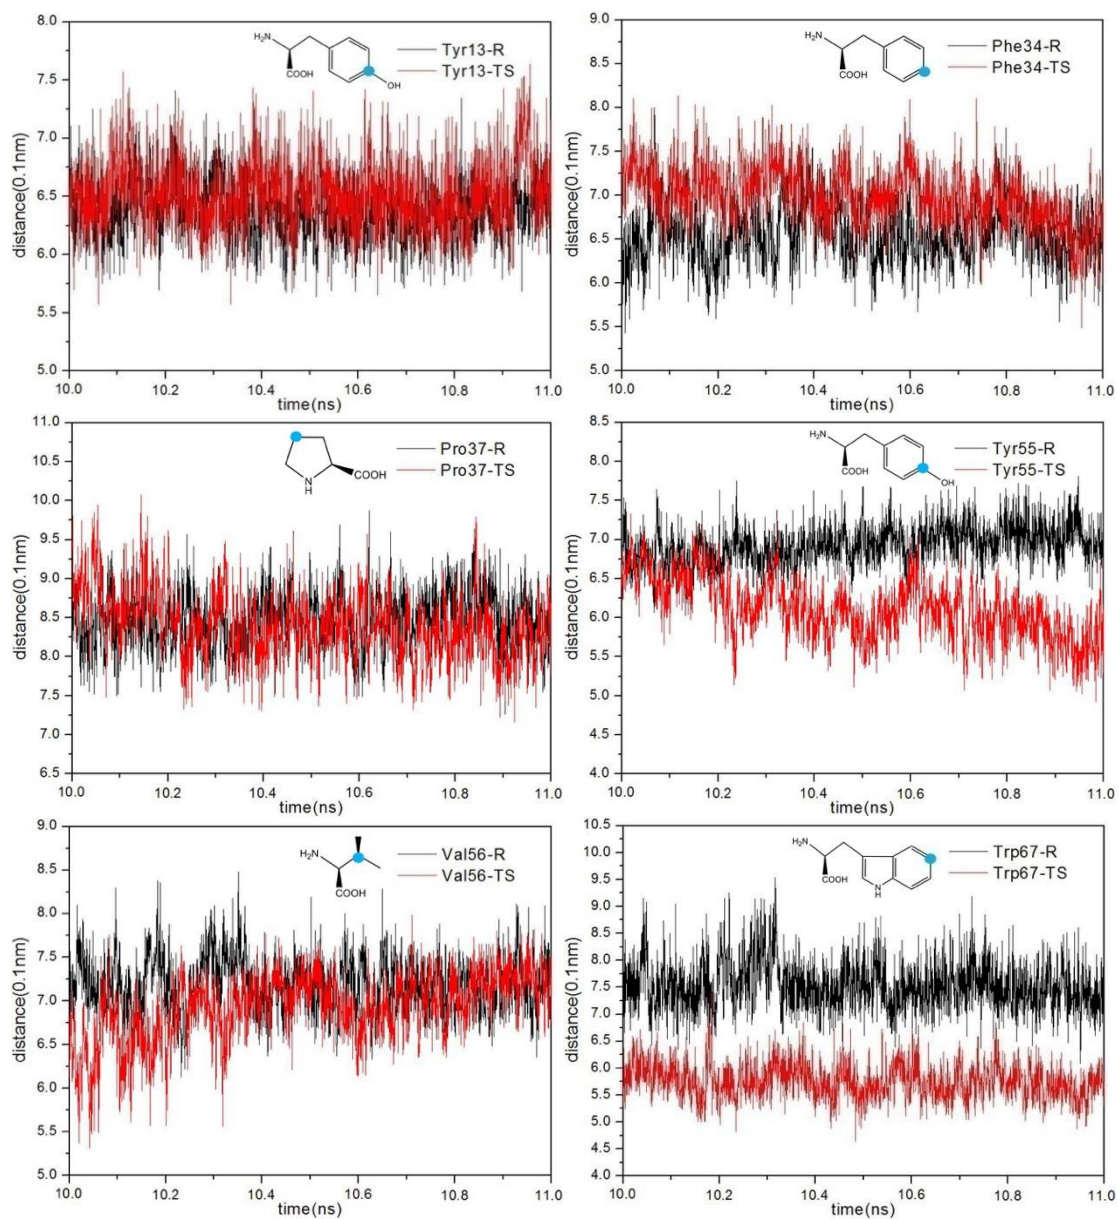 8.0
7.5
7.0
6.5
6.0
5.5
5.0
distance(0.1nm)
10.0 10.2 10.4 10.6 10.8 11.0
time(ns)
H₂N
COOH
OH
Tyr13-R
Tyr13-TS
9.0
8.5
8.0
7.5
7.0
6.5
6.0
5.5
5.0
distance(0.1nm)
10.0 10.2 10.4 10.6 10.8 11.0
time(ns)
H₂N
COOH
Phe34-R
Phe34-TS
11.0
10.5
10.0
9.5
9.0
8.5
8.0
7.5
7.0
6.5
distance(0.1nm)
10.0 10.2 10.4 10.6 10.8 11.0
time(ns)
N
H
COOH
Pro37-R
Pro37-TS
8.5
8.0
7.5
7.0
6.5
6.0
5.5
5.0
4.5
4.0
distance(0.1nm)
10.0 10.2 10.4 10.6 10.8 11.0
time(ns)
H₂N
COOH
OH
Tyr55-R
Tyr55-TS
9.0
8.5
8.0
7.5
7.0
6.5
6.0
5.5
5.0
distance(0.1nm)
10.0 10.2 10.4 10.6 10.8 11.0
time(ns)
H₂N
COOH
Val56-R
Val56-TS
10.5
10.0
9.5
9.0
8.5
8.0
7.5
7.0
6.5
6.0
5.5
5.0
4.5
4.0
distance(0.1nm)
10.0 10.2 10.4 10.6 10.8 11.0
time(ns)
H₂N
COOH
N
H
Trp67-R
Trp67-TS